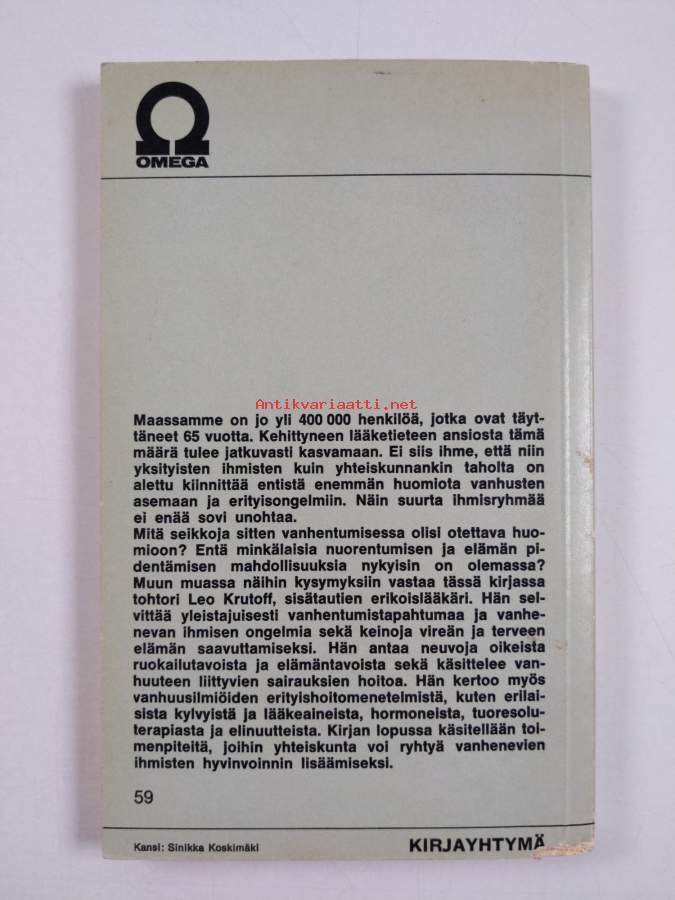 Ω
OMEGA
Antikvariaatti.net
Maassamme on jo yli 400 000 henkilöä, jotka ovat täyt-
täneet 65 vuotta. Kehittyneen lääketieteen ansiosta tämä
määrä tulee jatkuvasti kasvamaan. Ei siis ihme, että niin
yksityisten ihmisten kuin yhteiskunnankin taholta on
alettu kiinnittää entistä enemmän huomiota vanhusten
asemaan ja erityisongelmiin. Näin suurta ihmisryhmää
ei enää sovi unohtaa.
Mitä seikkoja sitten vanhentumisessa olisi otettava huo-
mioon? Entä minkälaisia nuorentumisen ja elämän pi-
dentämisen mahdollisuuksia nykyisin on olemassa?
Muun muassa näihin kysymyksiin vastaa tässä kirjassa
tohtori Leo Krutoff, sisätautien erikoislääkäri. Hän sel-
vittää yleistajuisesti vanhentumistapahtumaa ja vanhe-
nevan ihmisen ongelmia sekä keinoja vireän ja terveen
elämän saavuttamiseksi. Hän antaa neuvoja oikeista
ruokailutavoista ja elämäntavoista sekä käsittelee van-
huuteen liittyvien sairauksien hoitoa. Hän kertoo myös
vanhuusilmiöiden erityishoitomenetelmistä, kuten erilai-
sista kylvyistä ja lääkeaineista, hormoneista, tuoresolu-
terapiasta ja elinuutteista. Kirjan lopussa käsitellään toi-
menpiteitä, joihin yhteiskunta voi ryhtyä vanhenevien
ihmisten hyvinvoinnin lisäämiseksi.
59
Kansi: Sinikka Koskimäki
KIRJAYHTYMÄ